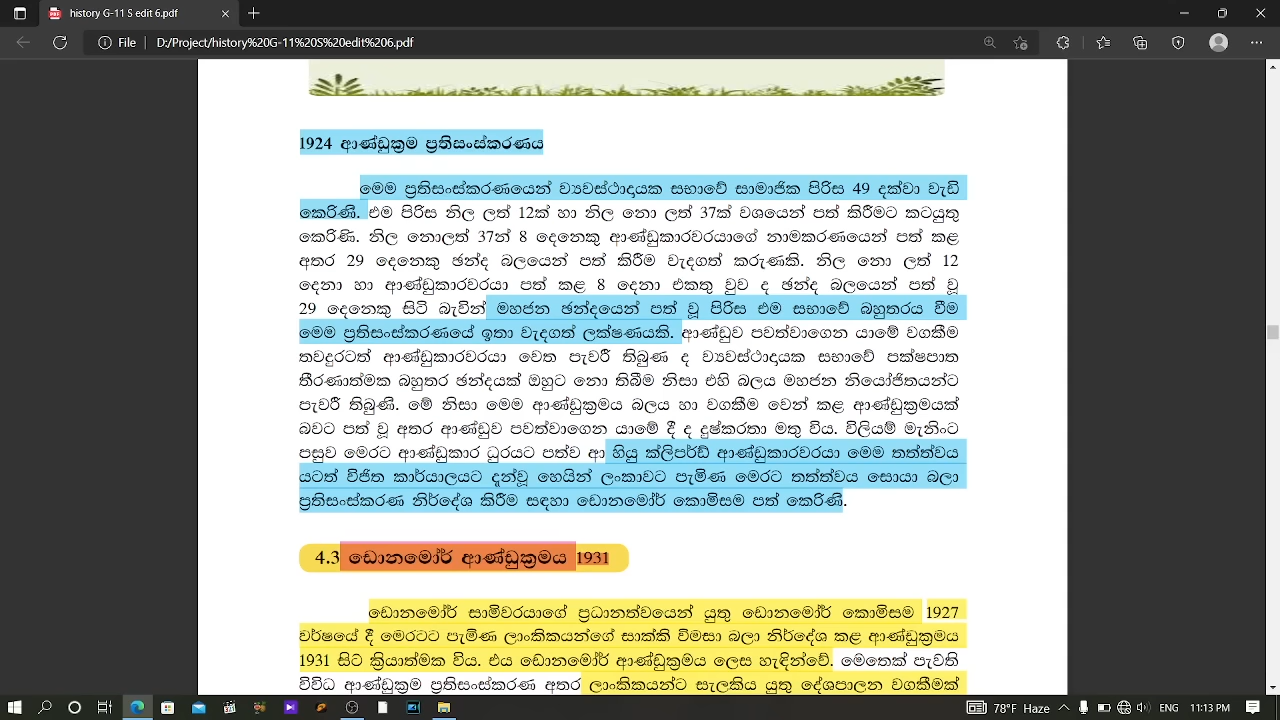 history G-11 S edit 6.pdf
File D:/Project/history%20G-11%20S%20edit%206.pdf
1924 ආණ්ඩුක්‍රම ප්‍රතිසංස්කරණය
මෙම ප්‍රතිසංස්කරණයෙන් ව්‍යවස්ථාදායක සභාවේ සාමාජික පිරිස 49 දක්වා වැඩි
කෙරිණි. එම පිරිස නිල ලත් 12ක් හා නිල නො ලත් 37ක් වශයෙන් පත් කිරීමට කටයුතු
කෙරිණි. නිල නොලත් 37න් 8 දෙනෙකු ආණ්ඩුකාරවරයාගේ නාමකරණයෙන් පත් කළ
අතර 29 දෙනෙකු ඡන්ද බලයෙන් පත් කිරීම වැදගත් කරුණකි. නිල නො ලත් 12
දෙනා හා ආණ්ඩුකාරවරයා පත් කළ 8 දෙනා එකතු වුව ද ඡන්ද බලයෙන් පත් වූ
29 දෙනෙකු සිටි බැවින් මහජන ඡන්දයෙන් පත් වූ පිරිස එම සභාවේ බහුතරය වීම
මෙම ප්‍රතිසංස්කරණයේ ඉතා වැදගත් ලක්ෂණයකි. ආණ්ඩුව පවත්වාගෙන යාමේ වගකීම
තවදුරටත් ආණ්ඩුකාරවරයා වෙත පැවරී තිබුණ ද ව්‍යවස්ථාදායක සභාවේ පක්ෂපාත
තීරණාත්මක බහුතර ඡන්දයක් ඔහුට නො තිබීම නිසා එහි බලය මහජන නියෝජිතයන්ට
පැවරී තිබුණි. මේ නිසා මෙම ආණ්ඩුක්‍රමය බලය හා වගකීම වෙන් කළ ආණ්ඩුක්‍රමයක්
බවට පත් වූ අතර ආණ්ඩුව පවත්වාගෙන යාමේ දී ද දුෂ්කරතා මතු විය. විලියම් මැනිංට
පසුව මෙරට ආණ්ඩුකාර ධුරයට පත්ව ආ හියු ක්ලිපර්ඩ් ආණ්ඩුකාරවරයා මෙම තත්ත්වය
යටත් විජිත කාර්යාලයට දැන්වූ හෙයින් ලංකාවට පැමිණ මෙරට තත්ත්වය සොයා බලා
ප්‍රතිසංස්කරණ නිර්දේශ කිරීම සඳහා ඩොනමෝර් කොමිසම පත් කෙරිණි.
4.3 ඩොනමෝර් ආණ්ඩුක්‍රමය 1931
ඩොනමෝර් සාමිවරයාගේ ප්‍රධානත්වයෙන් යුතු ඩොනමෝර් කොමිසම 1927
වර්ෂයේ දී මෙරටට පැමිණ ලාංකිකයන්ගේ සාක්කි විමසා බලා නිර්දේශ කළ ආණ්ඩුක්‍රමය
1931 සිට ක්‍රියාත්මක විය. එය ඩොනමෝර් ආණ්ඩුක්‍රමය ලෙස හැඳින්වේ. මෙතෙක් පැවති
විවිධ ආණ්ඩුක්‍රම ප්‍රතිසංස්කරණ අතර ලාංකිකයන්ට සැලකිය යුතු දේශපාලන වගකීමක්
78°F Haze ENG 11:13 PM